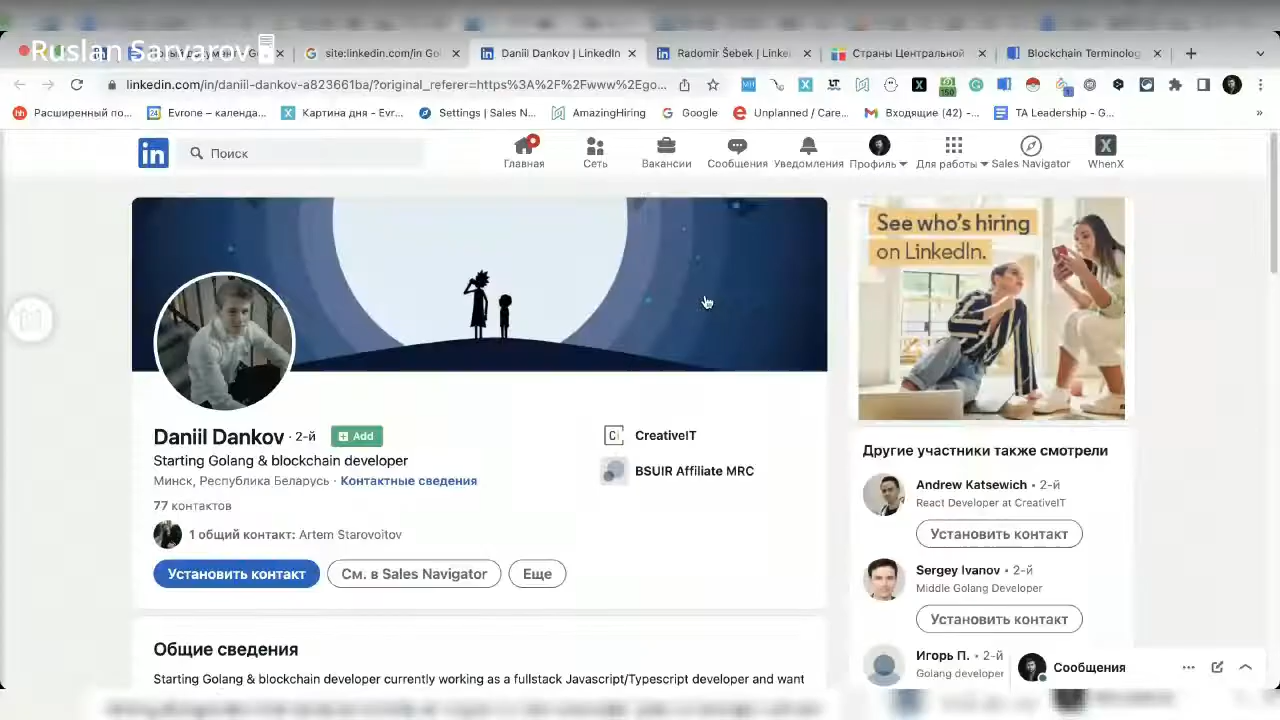 Ruslan Sarvarov
site:linkedin.com/in Go
Daniil Dankov | LinkedIn
Radomír Šebek | Linke
Страны Центральной
Blockchain Terminolog
linkedin.com/in/daniil-dankov-a823661ba/?original_referer=https%3A%2F%2Fwww%2Ego...
Расширенный по...
Evrone – календа...
Картина дня - Evr...
Settings | Sales N...
AmazingHiring
Google
Unplanned / Care...
Входящие (42) -...
TA Leadership - G...
»
in
Поиск
Главная
Сеть
Вакансии
Сообщения
Уведомления
Профиль
Для работы
Sales Navigator
WhenX
See who's hiring
on LinkedIn.
Daniil Dankov · 2-й
Add
Starting Golang & blockchain developer
Минск, Республика Беларусь · Контактные сведения
77 контактов
1 общий контакт: Artem Starovoitov
Установить контакт
См. в Sales Navigator
Еще
CreativeIT
BSUIR Affiliate MRC
Общие сведения
Starting Golang & blockchain developer currently working as a fullstack Javascript/Typescript developer and want
Другие участники также смотрели
Andrew Katsewich • 2-й
React Developer at CreativeIT
Установить контакт
Sergey Ivanov • 2-й
Middle Golang Developer
Установить контакт
Игорь П. • 2-й
Golang developer
Сообщения